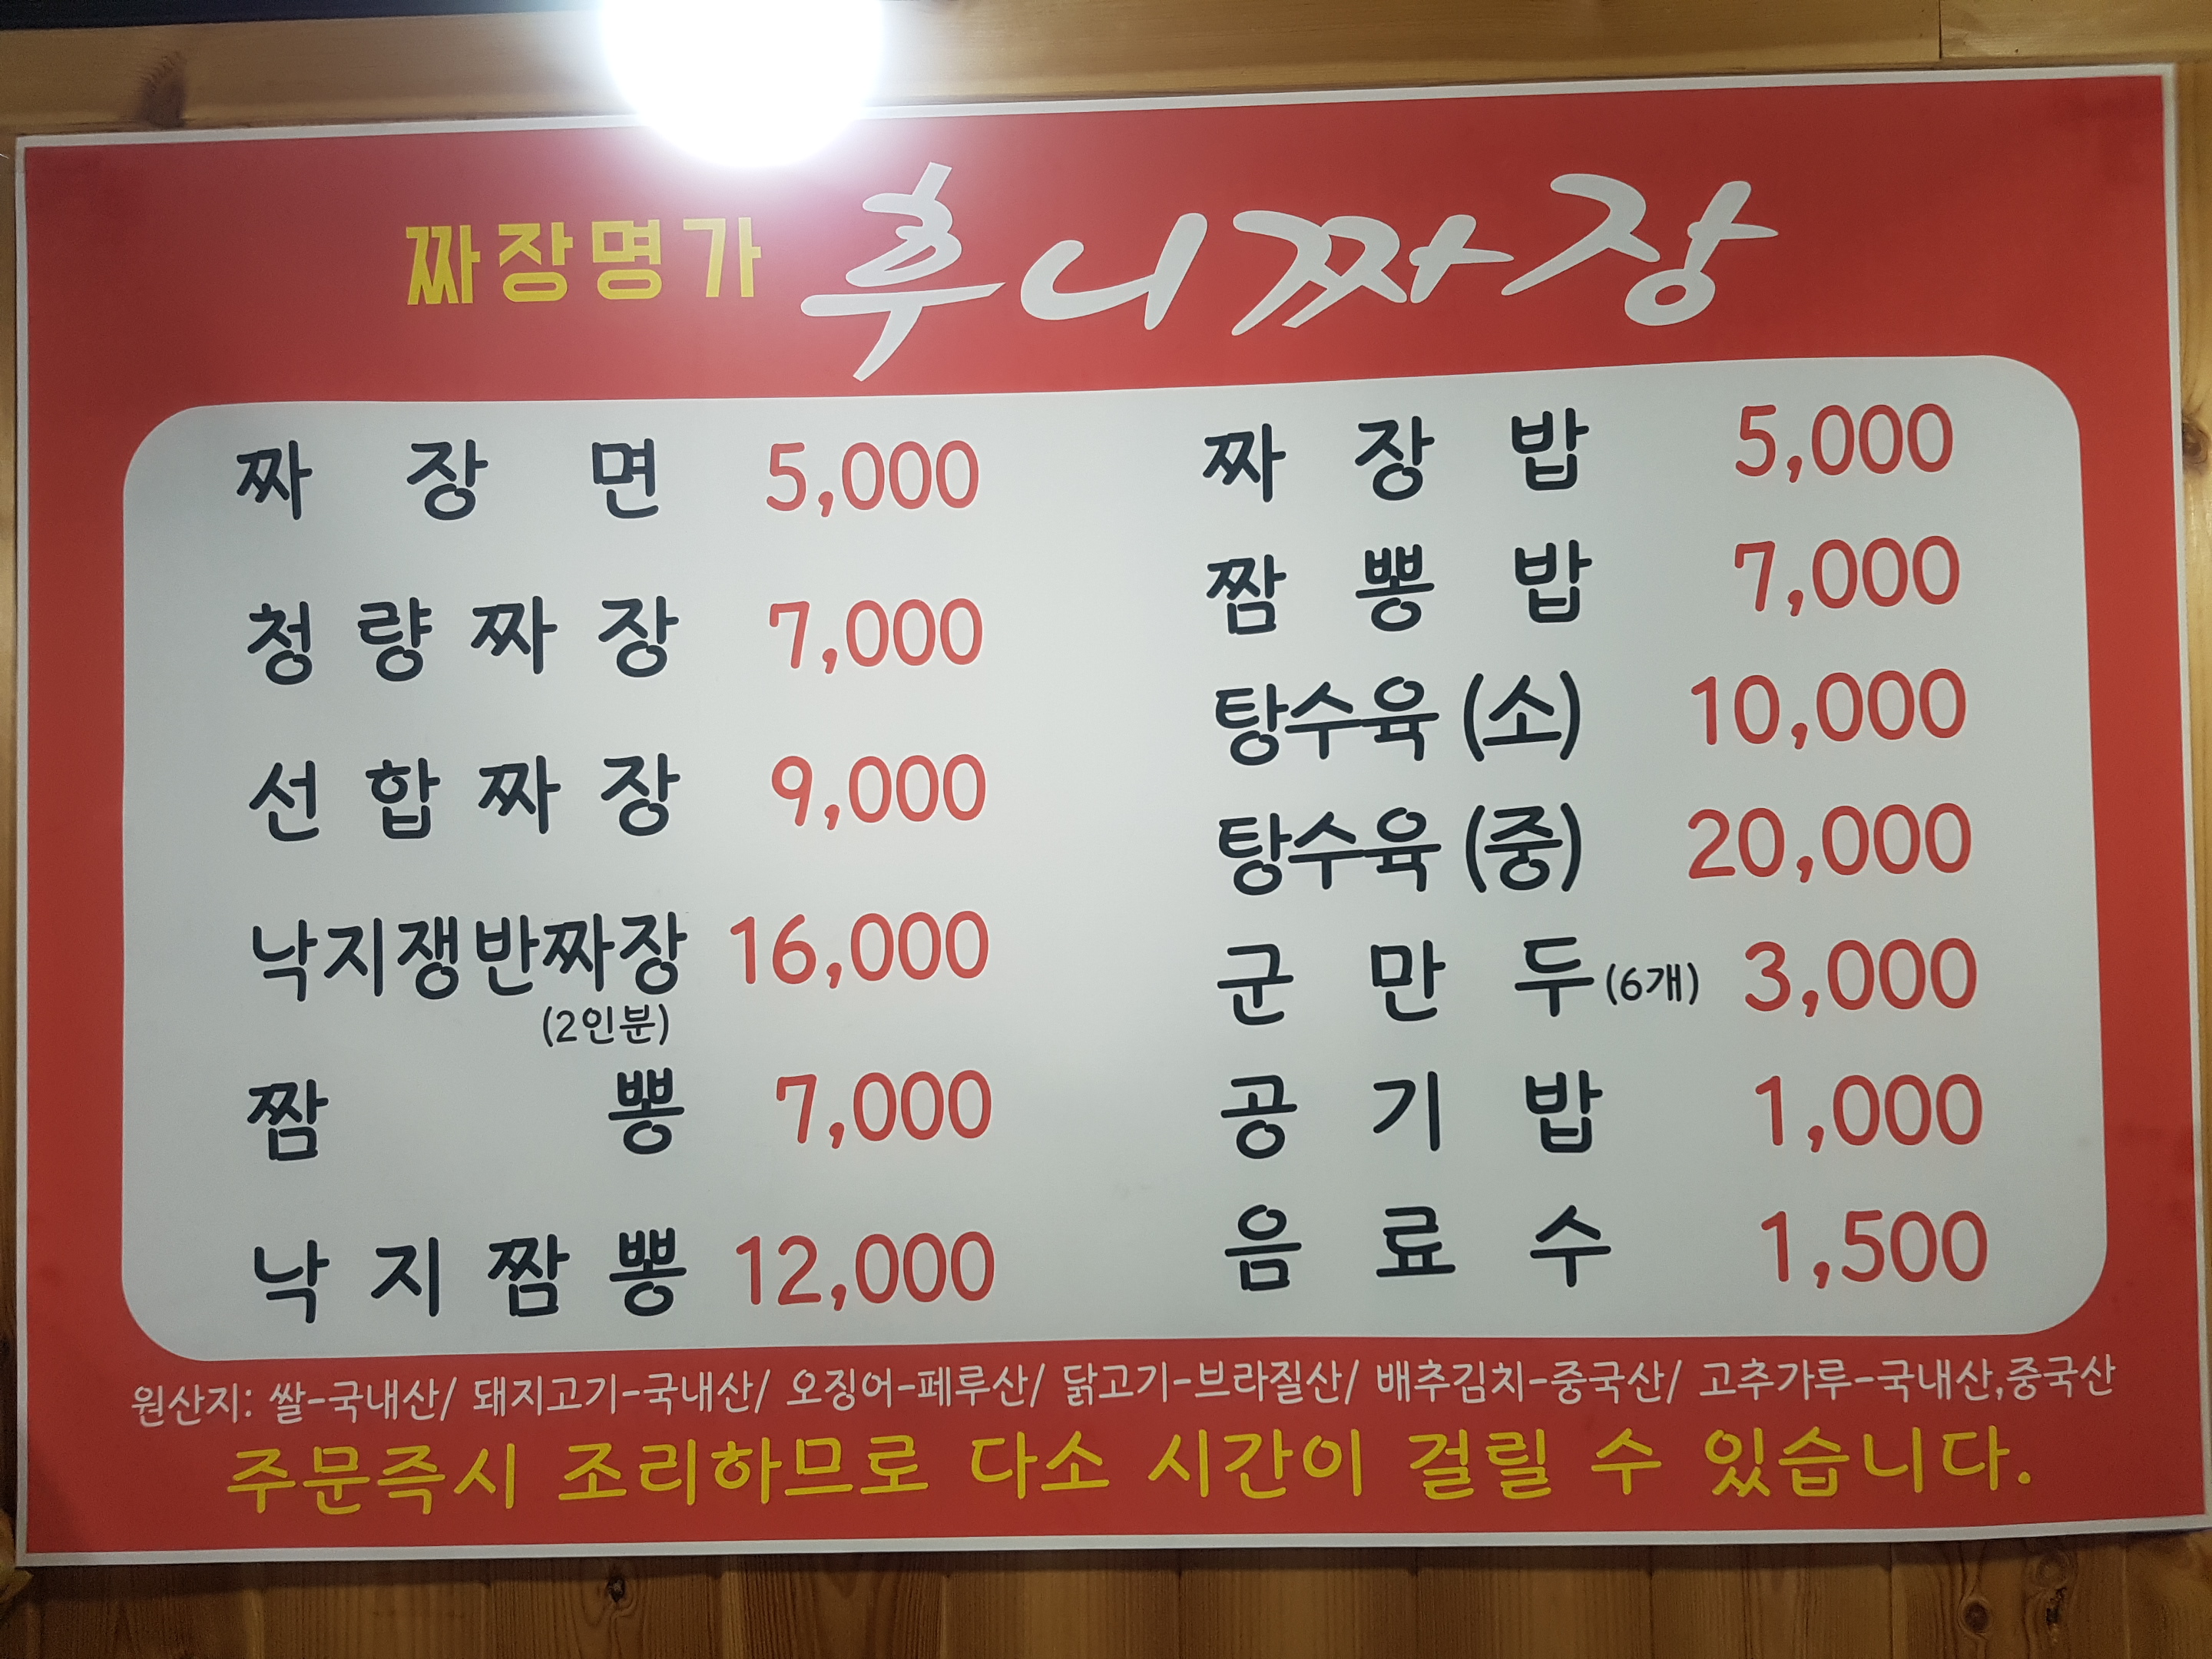 짜장명가 후니짜장
짜장면 5,000
청량짜장 7,000
선합짜장 9,000
낙지쟁반짜장 16,000
(2인분)
짬뽕 7,000
낙지짬뽕 12,000
짜장밥 5,000
짬뽕밥 7,000
탕수육(소) 10,000
탕수육(중) 20,000
군만두(6개) 3,000
공기밥 1,000
음료수 1,500
원산지: 쌀-국내산/ 돼지고기-국내산/ 오징어-페루산/ 닭고기-브라질산/ 배추김치-중국산/ 고추가루-국내산,중국산
주문즉시 조리하므로 다소 시간이 걸릴 수 있습니다.